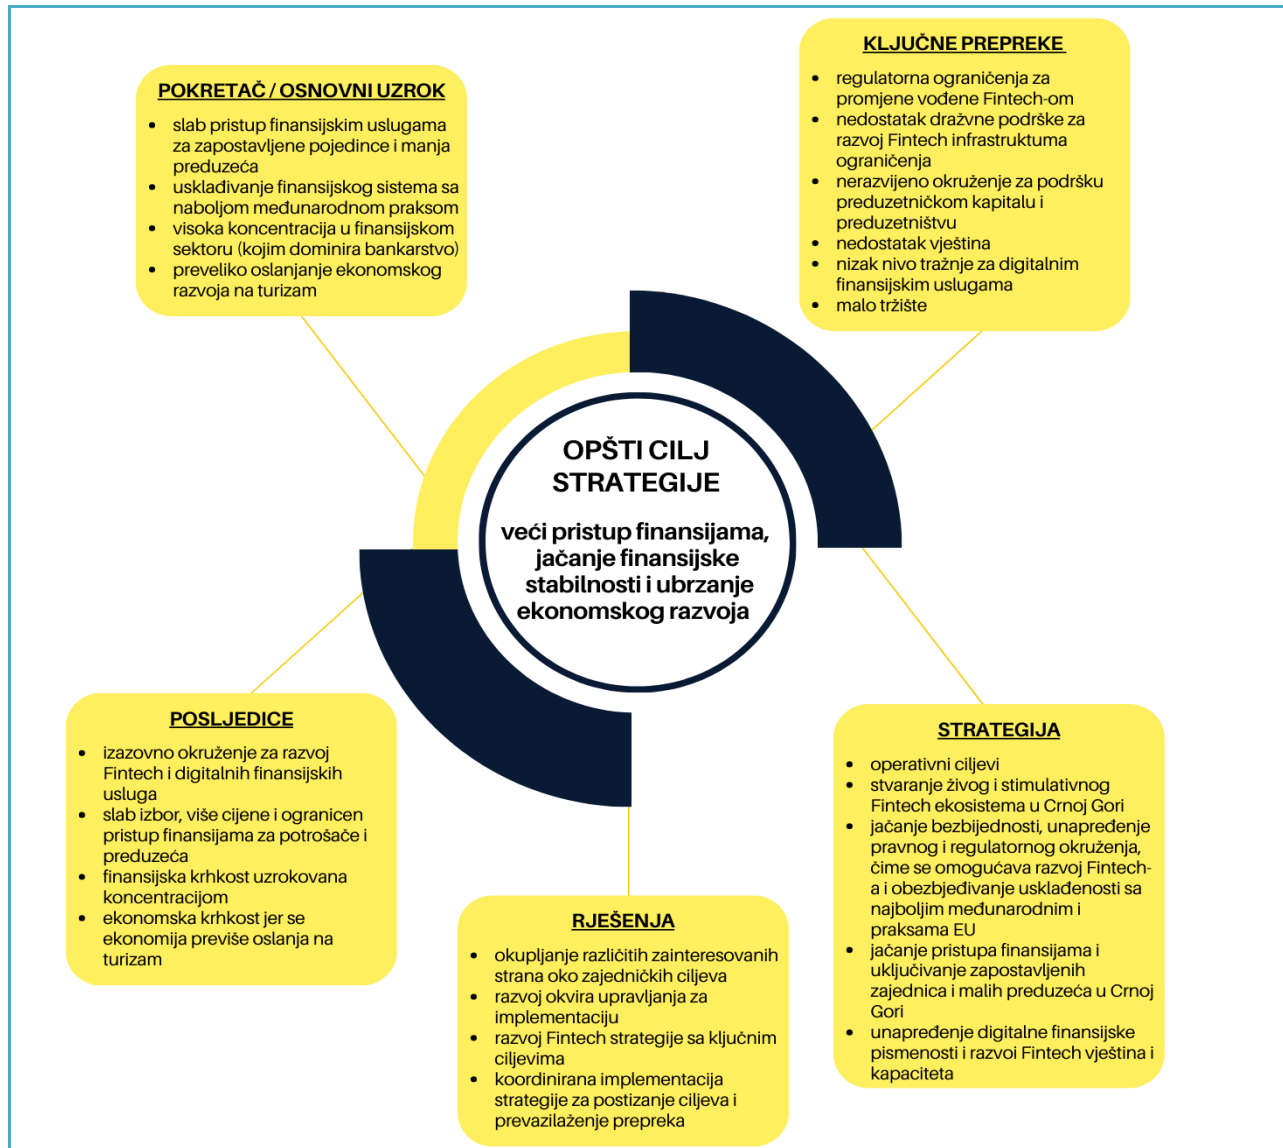 POKRETAČ / OSNOVNI UZROK
• slab pristup finansijskim uslugama
za zapostavljene pojedince i manja
preduzeća
• usklađivanje finansijskog sistema sa
naboljom međunarodnom praksom
• visoka koncentracija u finansijskom
sektoru (kojim dominira bankarstvo)
• preveliko oslanjanje ekonomskog
razvoja na turizam
KLJUČNE PREPREKE
• regulatorna ograničenja za
promjene vođene Fintech-om
• nedostatak dražvne podrške za
razvoj Fintech infrastruktuma
ograničenja
• nerazvijeno okruženje za podršku
preduzetničkom kapitalu i
preduzetništvu
• nedostatak vještina
• nizak nivo tražnje za digitalnim
finansijskim uslugama
• malo tržište
OPŠTI CILJ
STRATEGIJE
veći pristup finansijama,
jačanje finansijske
stabilnosti i ubrzanje
ekonomskog razvoja
POSLJEDICE
• izazovno okruženje za razvoj
Fintech i digitalnih finansijskih
usluga
• slab izbor, više cijene i ogranicen
pristup finansijama za potrošače i
preduzeća
• finansijska krhkost uzrokovana
koncentracijom
• ekonomska krhkost jer se
ekonomija previše oslanja na
turizam
RJEŠENJA
• okupljanje različitih zainteresovanih
strana oko zajedničkih ciljeva
• razvoj okvira upravljanja za
implementaciju
• razvoj Fintech strategije sa ključnim
ciljevima
• koordinirana implementacija
strategije za postizanje ciljeva i
prevazilaženje prepreka
STRATEGIJA
• operativni ciljevi
• stvaranje živog i stimulativnog
Fintech ekosistema u Crnoj Gori
• jačanje bezbijednosti, unapređenje
pravnog i regulatornog okruženja,
čime se omogućava razvoj Fintech-
a i obezbjeđivanje usklađenosti sa
najboljim međunarodnim i
praksama EU
• jačanje pristupa finansijama i
uključivanje zapostavljenih
zajednica i malih preduzeća u Crnoj
Gori
• unapređenje digitalne finansijske
pismenosti i razvoi Fintech vještina i
kapaciteta